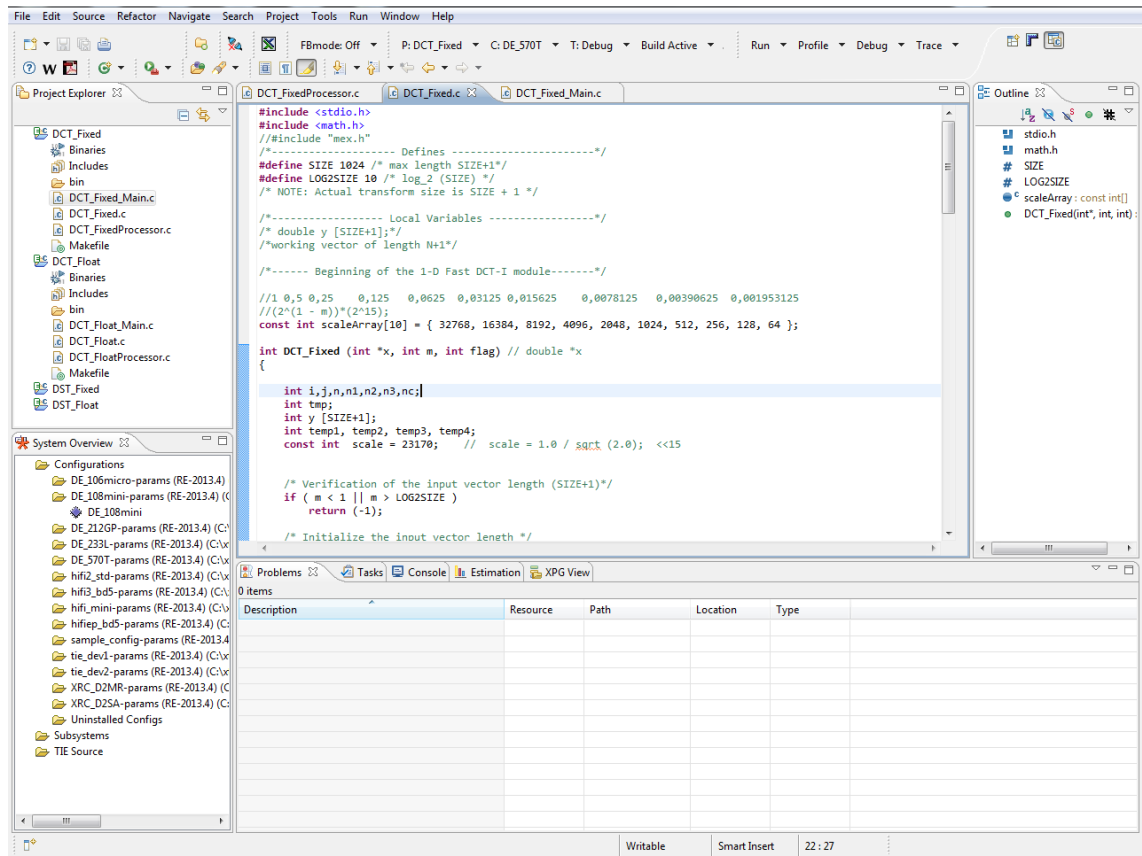 File Edit Source Refactor Navigate Search Project Tools Run Window Help
FBmode: Off P: DCT_Fixed C: DE_570T T: Debug Build Active Run Profile Debug Trace
Project Explorer
DCT_Fixed
Binaries
Includes
bin
DCT_Fixed_Main.c
DCT_Fixed.c
DCT_FixedProcessor.c
Makefile
DCT_Float
Binaries
Includes
bin
DCT_Float_Main.c
DCT_Float.c
DCT_FloatProcessor.c
Makefile
DST_Fixed
DST_Float
System Overview
Configurations
DE_106micro-params (RE-2013.4)
DE_108mini-params (RE-2013.4) (C
DE_108mini
DE_212GP-params (RE-2013.4) (C:\
DE_233L-params (RE-2013.4) (C:\x
DE_570T-params (RE-2013.4) (C:\x
hifi2_std-params (RE-2013.4) (C:\x
hifi3_bd5-params (RE-2013.4) (C:\
hifi_mini-params (RE-2013.4) (C:\x
hifiep_bd5-params (RE-2013.4) (C:
sample_config-params (RE-2013.4
tie_dev1-params (RE-2013.4) (C:\x
tie_dev2-params (RE-2013.4) (C:\x
XRC_D2MR-params (RE-2013.4) (C
XRC_D2SA-params (RE-2013.4) (C:
Uninstalled Configs
Subsystems
TIE Source
DCT_FixedProcessor.c DCT_Fixed.c DCT_Fixed_Main.c
#include <stdio.h>
#include <math.h>
//#include "mex.h"
/*------------------ Defines -----------------------*/
#define SIZE 1024 /* max length SIZE+1*/
#define LOG2SIZE 10 /* log_2 (SIZE) */
/* NOTE: Actual transform size is SIZE + 1 */
/*----------------- Local Variables ----------------*/
/* double y [SIZE+1];*/
/*working vector of length N+1*/
/*------ Beginning of the 1-D Fast DCT-I module-------*/
//1 0,5 0,25 0,125 0,0625 0,03125 0,015625 0,0078125 0,00390625 0,001953125
//(2^(1 - m))*(2^15);
const int scaleArray[10] = { 32768, 16384, 8192, 4096, 2048, 1024, 512, 256, 128, 64 };
int DCT_Fixed (int *x, int m, int flag) // double *x
{
int i,j,n,n1,n2,n3,nc;
int tmp;
int y [SIZE+1];
int temp1, temp2, temp3, temp4;
const int scale = 23170; // scale = 1.0 / sqrt (2.0); <<15
/* Verification of the input vector length (SIZE+1)*/
if ( m < 1 || m > LOG2SIZE )
return (-1);
/* Initialize the input vector length */
Outline
stdio.h
math.h
SIZE
LOG2SIZE
scaleArray : const int[]
DCT_Fixed(int*, int, int) :
Problems Tasks Console Estimation XPG View
0 items
Description Resource Path Location Type
Writable Smart Insert 22 : 27